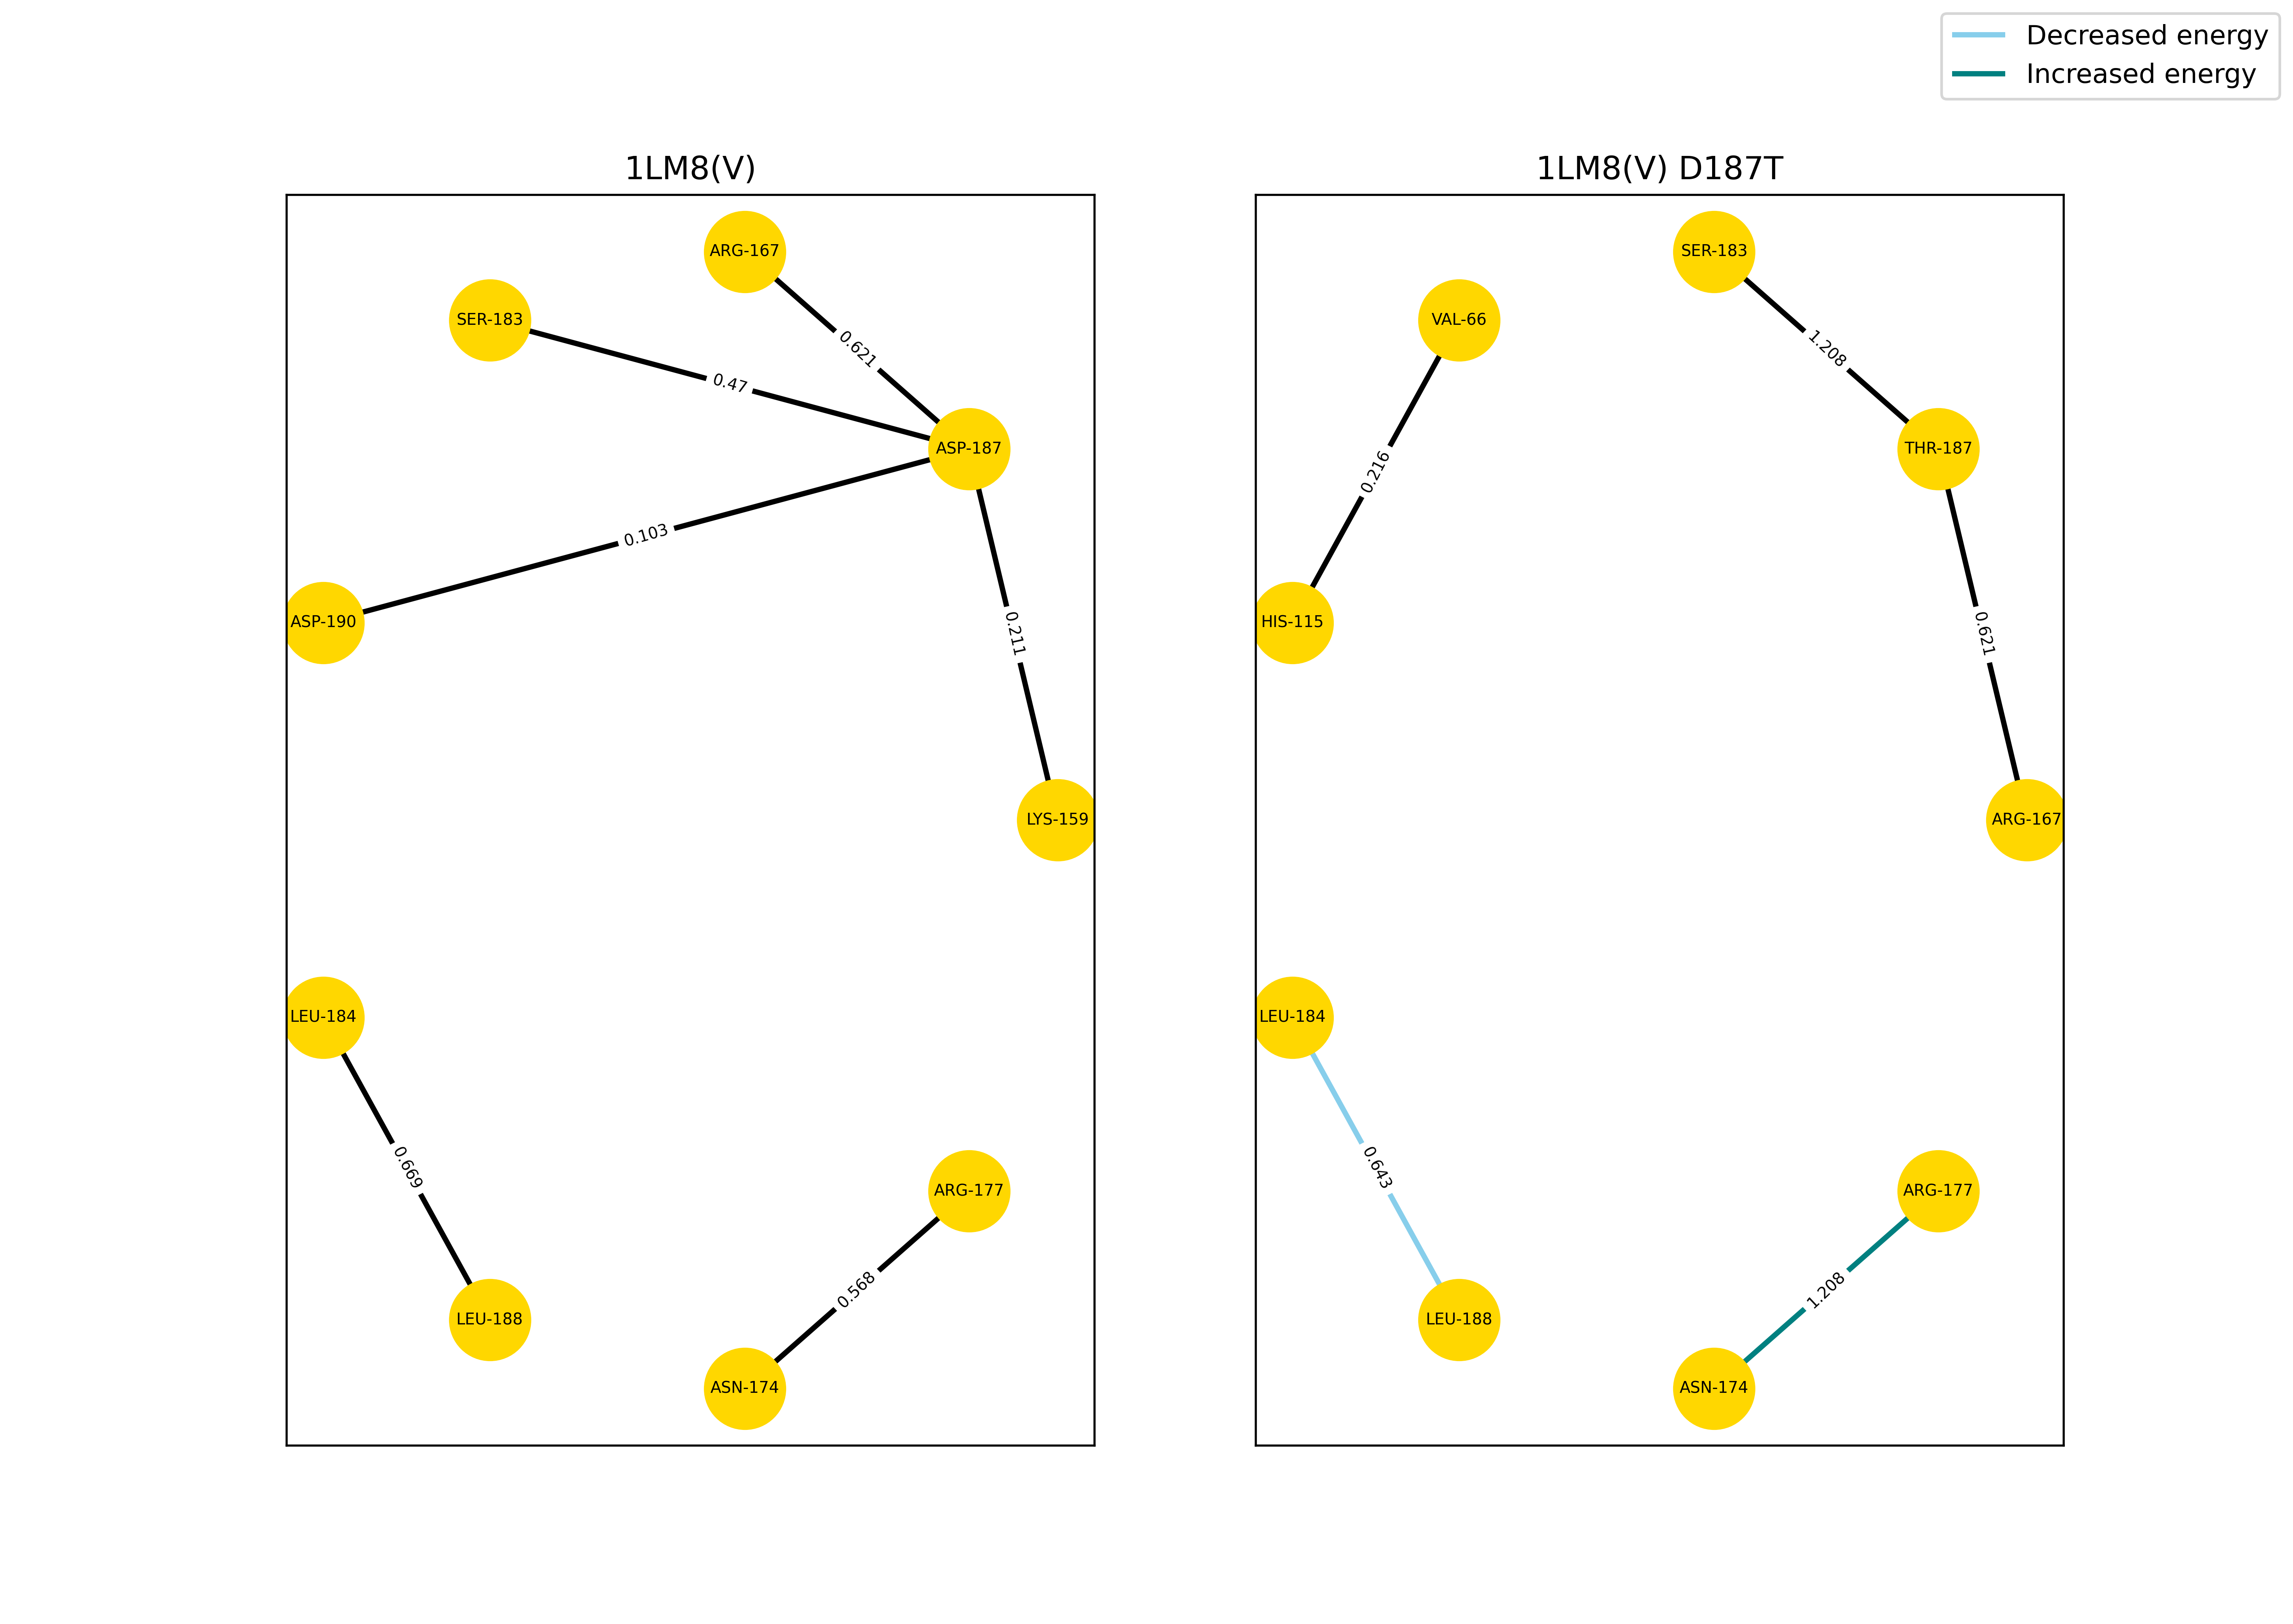 Decreased energy
Increased energy
1LM8(V)
ARG-167
SER-183
0.621
0.47
ASP-187
0.103
ASP-190
0.211
LYS-159
LEU-184
0.669
ARG-177
0.568
LEU-188
ASN-174
1LM8(V) D187T
SER-183
VAL-66
1.208
THR-187
0.216
HIS-115
0.621
ARG-167
LEU-184
0.643
ARG-177
1.208
LEU-188
ASN-174